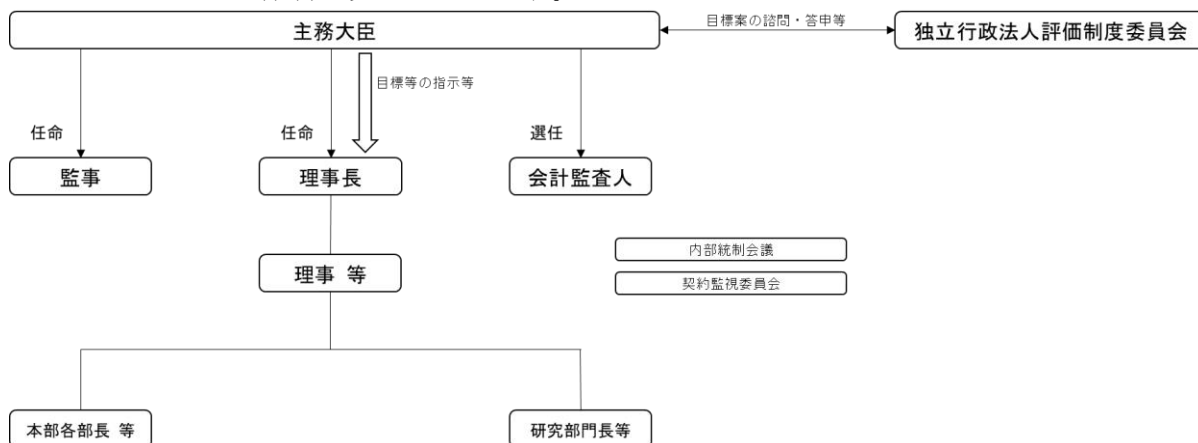 主務大臣
目標案の諮問・答申等
独立行政法人評価制度委員会
目標等の指示等
任命
任命
選任
監事
理事長
会計監査人
内部統制会議
理事 等
契約監視委員会
本部各部長 等
研究部門長等